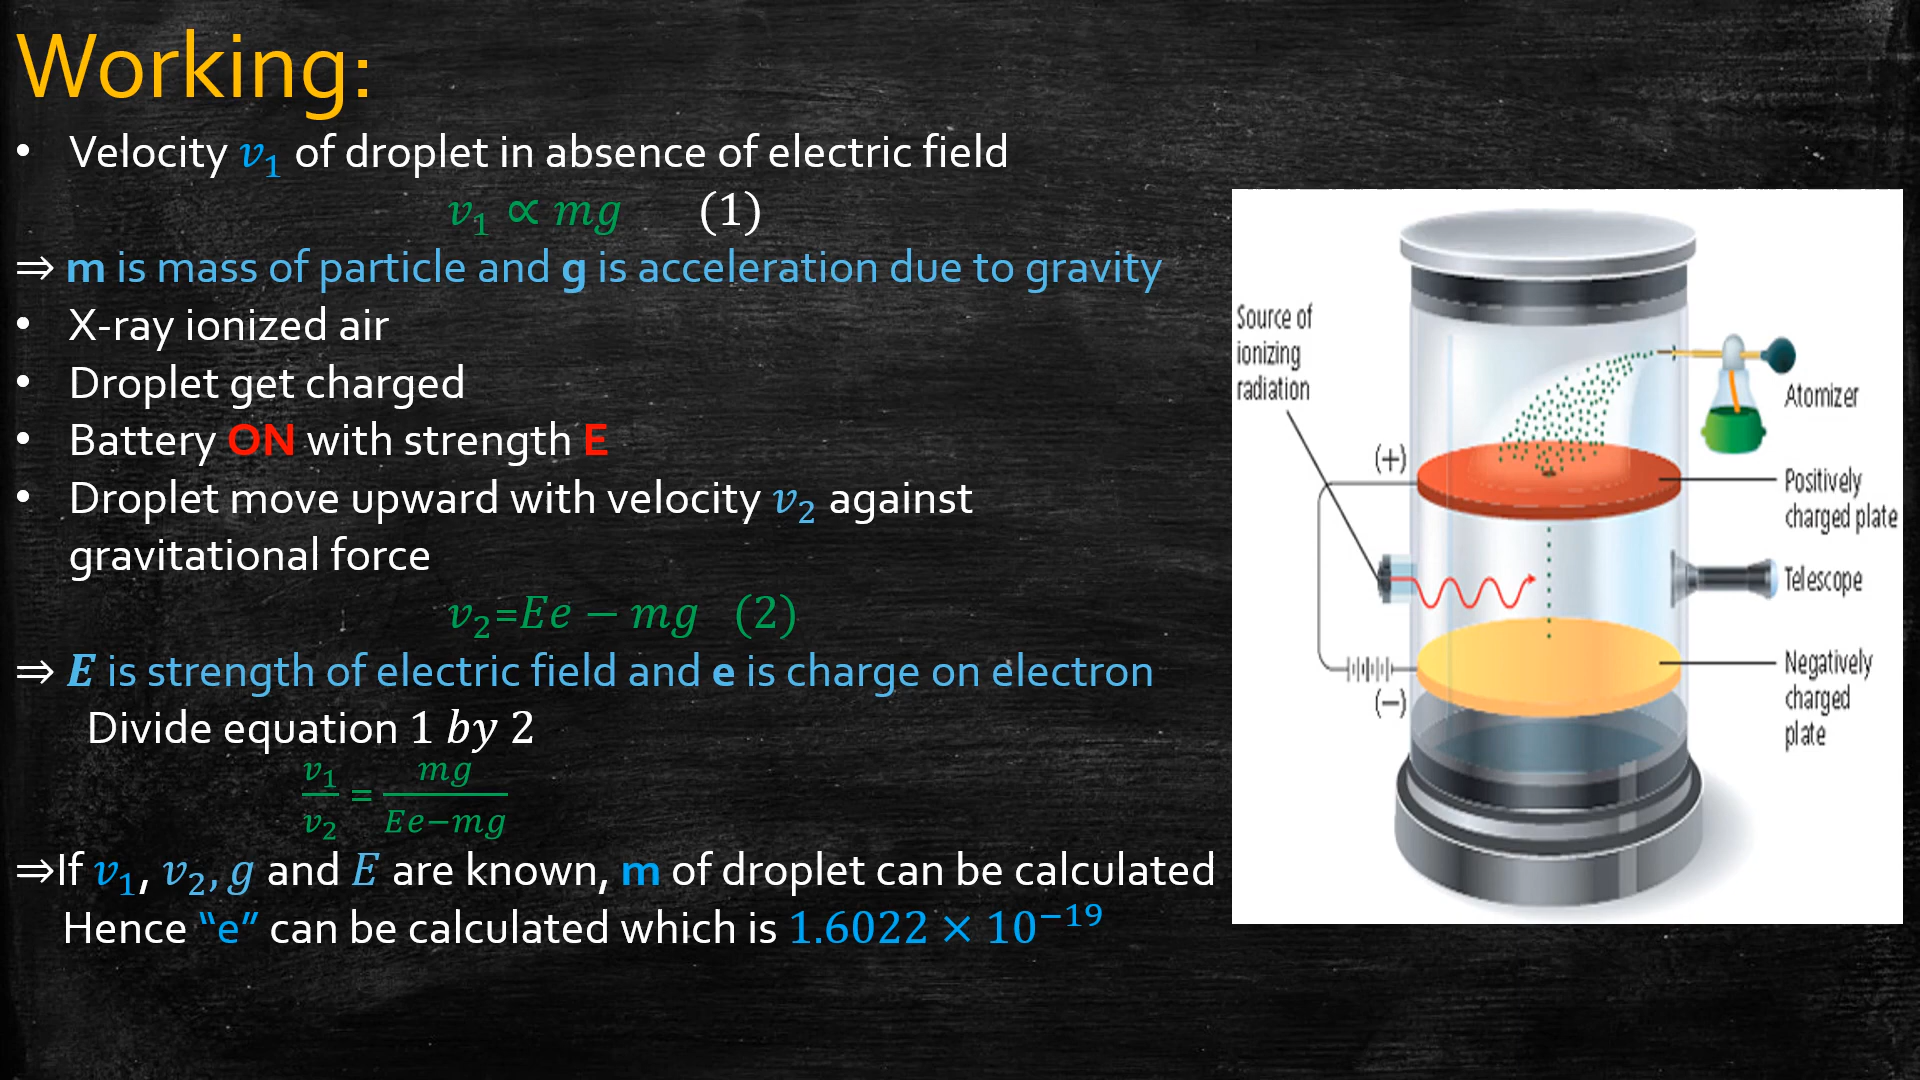 Working:
• Velocity v₁ of droplet in absence of electric field
v₁ ∝ mg (1)
⇒ m is mass of particle and g is acceleration due to gravity
• X-ray ionized air
• Droplet get charged
• Battery ON with strength E
• Droplet move upward with velocity v₂ against
gravitational force
v₂=Ee − mg (2)
⇒ E is strength of electric field and e is charge on electron
Divide equation 1 by 2
v₁/v₂ = mg/Ee−mg
⇒If v₁, v₂, g and E are known, m of droplet can be calculated
Hence “e” can be calculated which is 1.6022 × 10⁻¹⁹
Source of
ionizing
radiation
Atomizer
(+)
Positively
charged plate
Telescope
Negatively
charged
plate
(−)